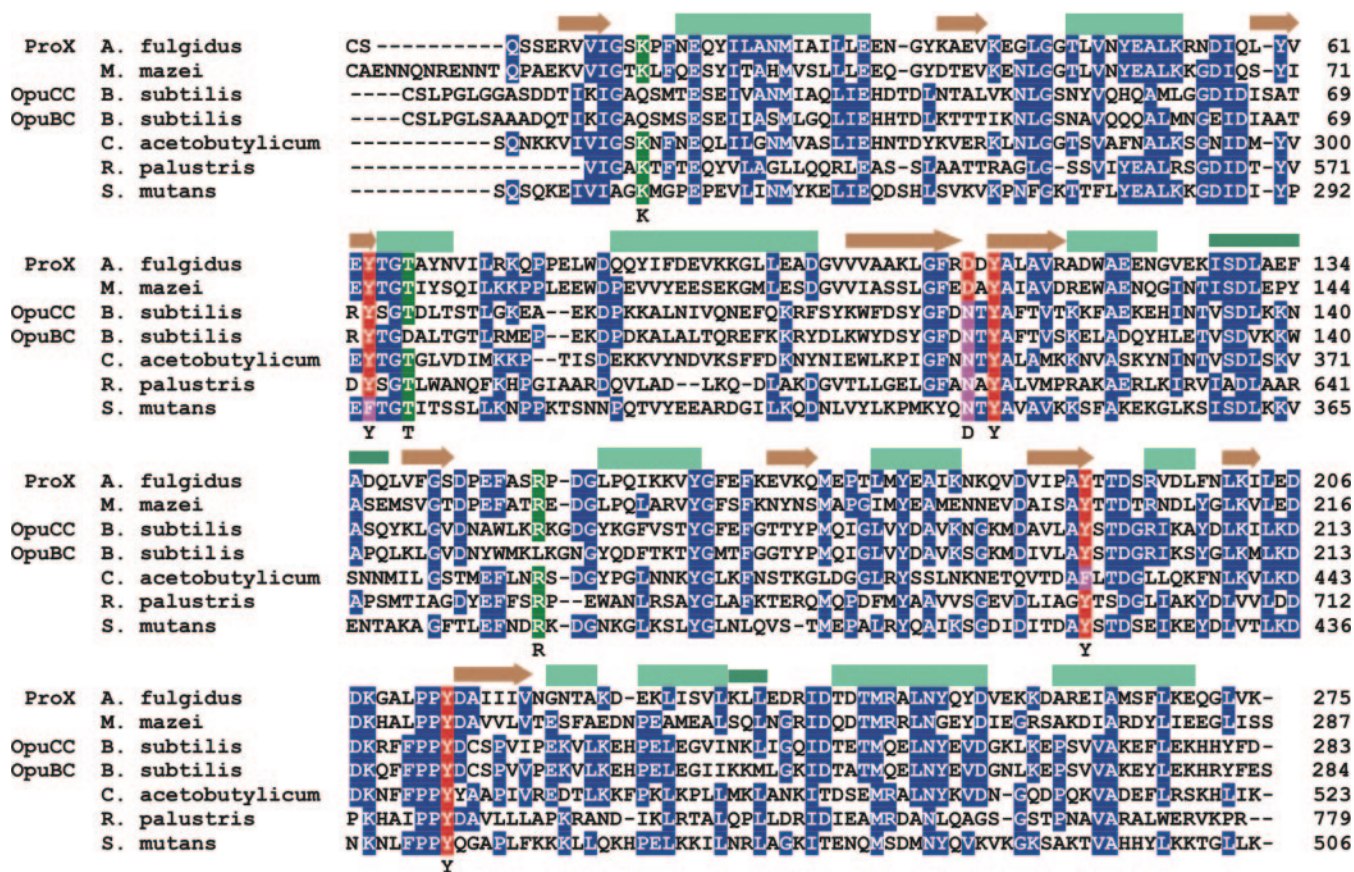 ProX A. fulgidus CS-----------QSSERVVIGSKPFNEQYILANMIAILLEEN-GYKAEVKEGLGGTLVNYEALKRNDIQL-YV 61
M. mazei CAENNQNRENNTQPAEKVVIGTKLFQESYITAHMVSLLLEEQ-GYDTEVKENLGGTLVNYEALKKGDIQS-YI 71
OpuCC B. subtilis ----CSLPGLGGASDDTIKIGAQSMTESEIVANMIAQLIEHDTDLNTALVKNLGSNYVQHQAMLGGDIDISAT 69
OpuBC B. subtilis ----CSLPGLSAAADQTIKIGAQSMSESEIIASMLGQLIEHHTDLKTTTIKNLGSNAVQQQALMNGEIDIAAT 69
C. acetobutylicum -----------SQNKKVIVIGSKNFNEQLILGNMVASLIEHNTDYKVERKLNLGGTSVAFNALKSGNIDM-YV 300
R. palustris ----------------VIGAKTFTEQYVLAGLLQQRLEAS-SLAATTRAGLG-SSVIYEALRSGDIDT-YV 571
S. mutans -----------SQSQKEIVIAGKMGPEPEVLINMYKELIEQDSHLSVKVKPNFGKTTFLYEALKKGDIDI-YP 292
K
ProX A. fulgidus EYTGTAYNVILRKQPPELWDQQYIFDEVKKGLLEADGVVVAAKLGFRDDYALAVRADWAEENGVEKISDLAEF 134
M. mazei EYTGTIYSQILKKPPLEEWDPEVVYEESEKGMLESDGVVIASSLGFEDAYAIAVDREWAENQGINTISDLEPY 144
OpuCC B. subtilis RYSGTDLTSTLGKEA--EKDPKKALNIVQNEFQKRFSYKWFDSYGFDNTYAFTVTKKFAEKEHINTVSDLKKN 140
OpuBC B. subtilis RYTGDALTGTLRMEP--EKDPDKALALTQREFKKRYDLKWYDSYGFDNTYAFTVSKELADQYHLETVSDVKKW 140
C. acetobutylicum EYTGTGLVDIMKKP--TISDEKKVYNDVKSFFDKNYNIEWLKPIGFNNTYALAMKKNVASKYNINTVSDLSKV 371
R. palustris DYSGTLWANQFKHPGIAARDQVLAD--LKQ-DLAKDGVTLLGELGFANAYALVMPRAKAERLKIRVIADLAAR 641
S. mutans EFTGTITSSLLKNPPKTSNNPQTVYEEARDGILKQDNLVYLKPMKYQNTYAVAVKKSFAKEKGLKSISDLKKV 365
Y T D Y
ProX A. fulgidus ADQLVFGSDPEFASRP-DGLPQIKKVYGFEFKEVKQMEPTLMYEAIKNKQVDVIPAYTTDSRVDLFNLKILED 206
M. mazei ASEMSVGTDPEFATRE-DGLPQLARVYGFSFKNYNSMAPGIMYEAMENNEVDAISAYTTDTRNDLYGLKVLED 216
OpuCC B. subtilis ASQYKLGVDNAWLKRKGDGYKGFVSTYGFEFGTTYPMQIGLVYDAVKNGKMDAVLAYSTDGRIKAYDLKILKD 213
OpuBC B. subtilis APQLKLGVDNYWMKLKGNGYQDFTKTYGMTFGGTYPMQIGLVYDAVKSGKMDIVLAYSTDGRIKSYGLKMLKD 213
C. acetobutylicum SNNMILGSTMEFLNRS-DGYPGLNNKYGLKFNSTKGLDGGLRYSSLNKNETQVTDAFLTDGLLQKFNLKVLKD 443
R. palustris APSMTIAGDYEFFSRP--EWANLRSAYGLAFKTERQMQPDFMYAAVVSGEVDLIAGYTSDGLIAKYDLVVLDD 712
S. mutans ENTAKAGFTLEFNDRK-DGNKGLKSLYGLNLQVS-TMEPALRYQAIKSGDIDITDAYSTDSEIKEYDLVTLKD 436
R Y
ProX A. fulgidus DKGALPPYDAIIIVNGNTAKD-EKLISVLKLLEDRIDTDTMRALNYQYDVEKKDAREIAMSFLKEQGLVK- 275
M. mazei DKHALPPYDAVVLVTESFAEDNPEAMEALSQLNGRIDQDTMRRLNGEYDIEGRSAKDIARDYLIEEGLISS 287
OpuCC B. subtilis DKRFFPPYDCSPVIPEKVLKEHPELEGVINKLIGQIDTETMQELNYEVDGKLKEPSVVAKEFLEKHHYFD- 283
OpuBC B. subtilis DKQFFPPYDCSPVVPEKVLKEHPELEGIIKKMLGKIDTATMQELNYEVDGNLKEPSVVAKEYLEKHRYFES 284
C. acetobutylicum DKNFFPPYYAAPIVREDTLKKFPKLKPLLMKLANKITDSEMRALNYKVDN-GQDPQKVADEFLRSKHLIK- 523
R. palustris PKHAIPPYDAVLLLAPKRAND-IKLRTALQPLLDRIDIEAMRDANLQAGS-GSTPNAVARALWERVKPR-- 779
S. mutans NKNLFPPYQGAPLFKKKLLQKHPELKKILNRLAGKITENQMSDMNYQVKVKGKSAKTVAHHYLKKTGLLK- 506
Y